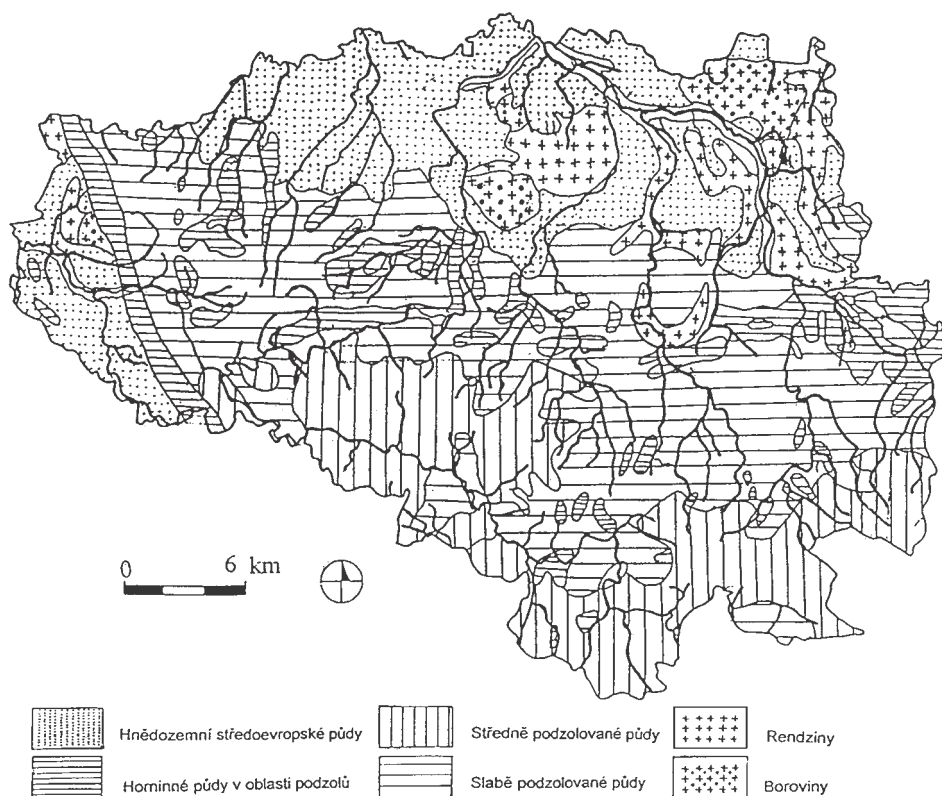 0 6 km
Hnědozemní středoevropské půdy
Středně podzolované půdy
Rendziny
Horninné půdy v oblasti podzolů
Slabě podzolované půdy
Boroviny